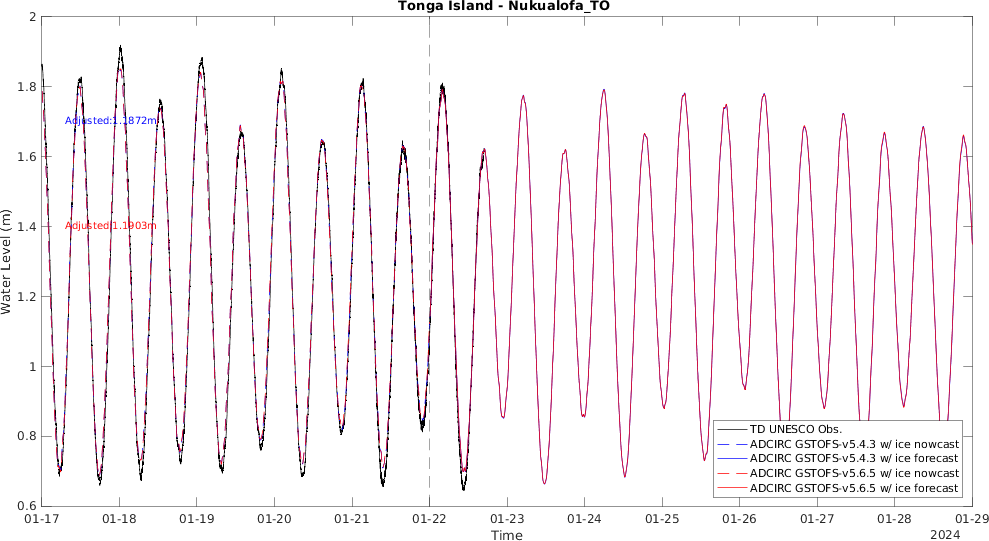 Tonga Island - Nukualofa_TO
2
1.8
1.6
1.4
1.2
1
0.8
0.6
Water Level (m)
Adjusted:1.1872m
Adjusted:1.1903m
TD UNESCO Obs.
ADCIRC GSTOFS-v5.4.3 w/ ice nowcast
ADCIRC GSTOFS-v5.4.3 w/ ice forecast
ADCIRC GSTOFS-v5.6.5 w/ ice nowcast
ADCIRC GSTOFS-v5.6.5 w/ ice forecast
01-17 01-18 01-19 01-20 01-21 01-22 01-23 01-24 01-25 01-26 01-27 01-28 01-29
Time
2024